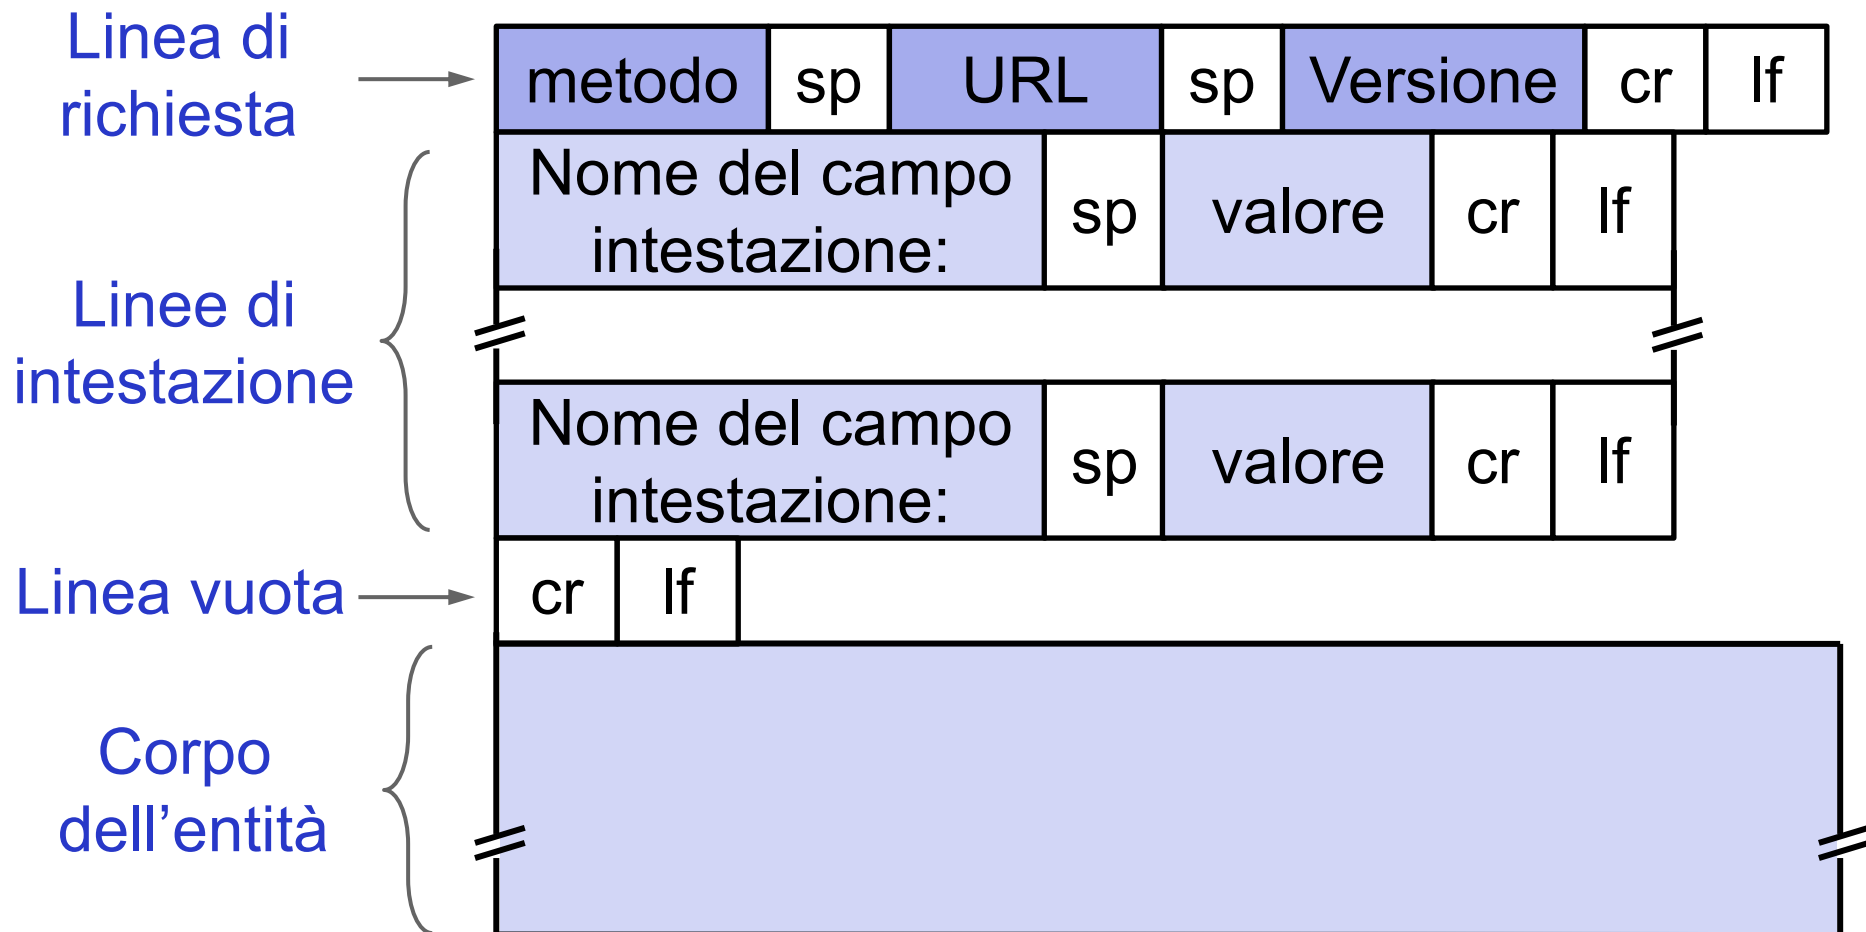 Linea di
richiesta
metodo sp URL sp Versione cr lf
Nome del campo
intestazione:
sp valore cr lf
Linee di
intestazione
Nome del campo
intestazione:
sp valore cr lf
Linea vuota
cr lf
Corpo
dell’entità